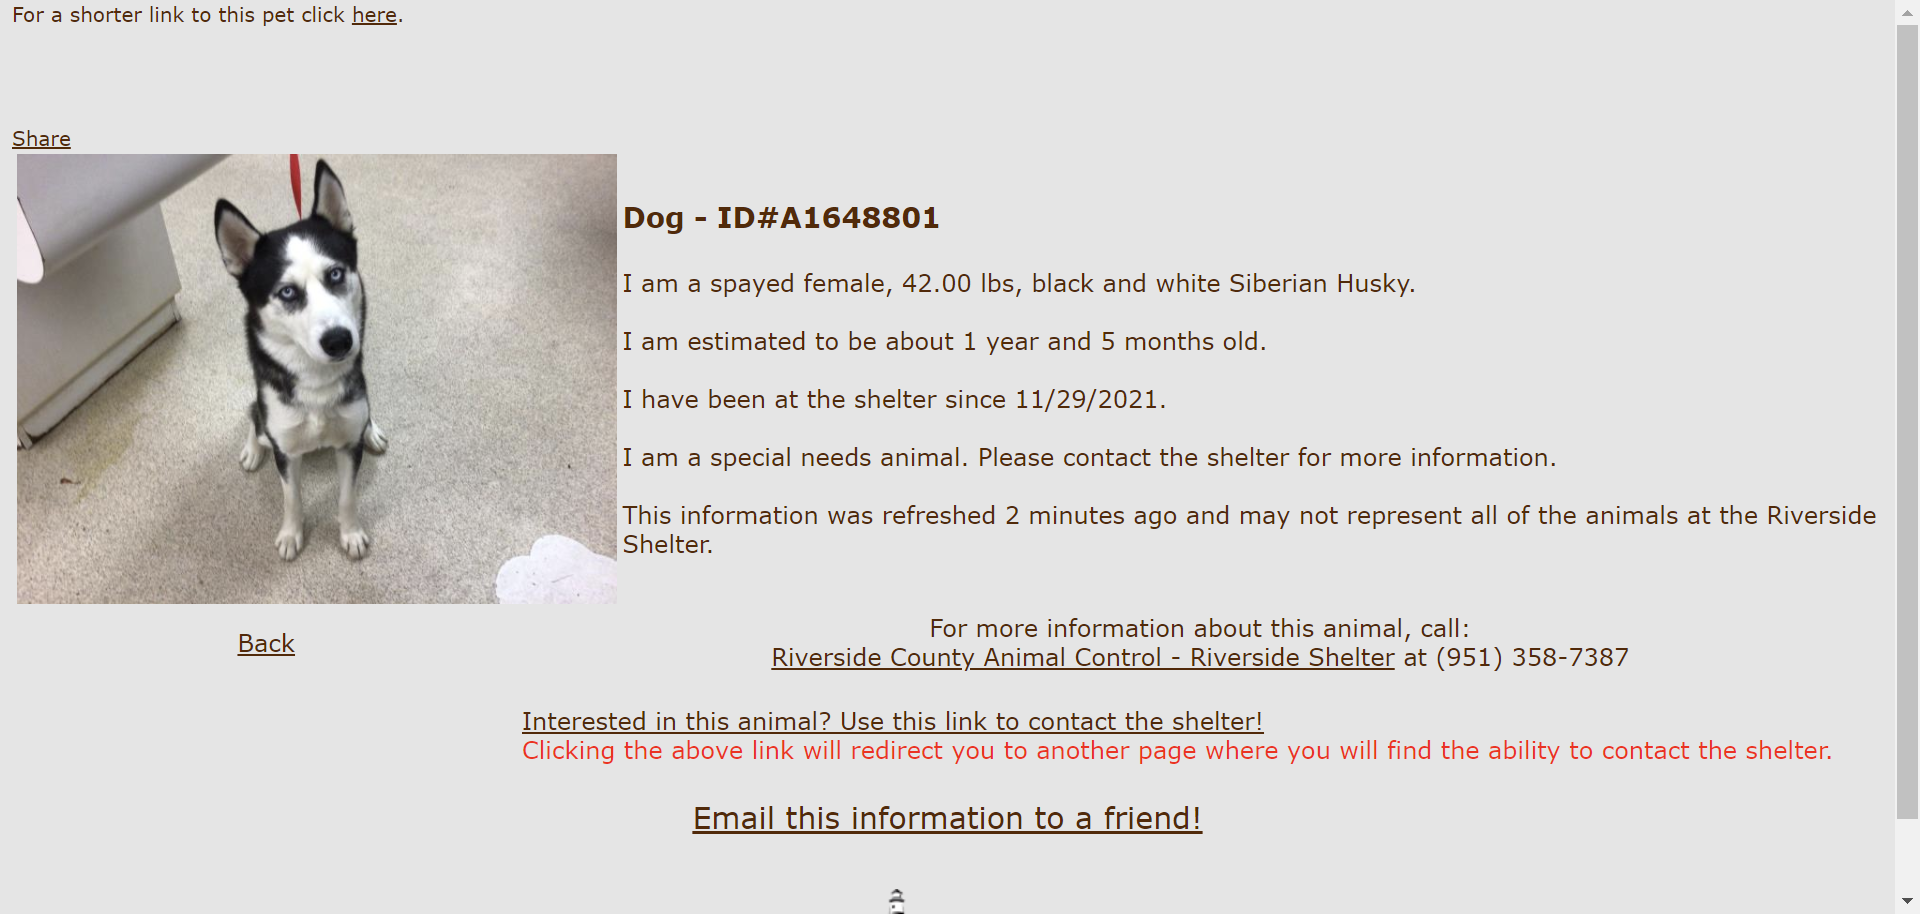 For a shorter link to this pet click here.
Share
Dog - ID#A1648801
I am a spayed female, 42.00 lbs, black and white Siberian Husky.
I am estimated to be about 1 year and 5 months old.
I have been at the shelter since 11/29/2021.
I am a special needs animal. Please contact the shelter for more information.
This information was refreshed 2 minutes ago and may not represent all of the animals at the Riverside
Shelter.
Back
For more information about this animal, call:
Riverside County Animal Control - Riverside Shelter at (951) 358-7387
Interested in this animal? Use this link to contact the shelter!
Clicking the above link will redirect you to another page where you will find the ability to contact the shelter.
Email this information to a friend!